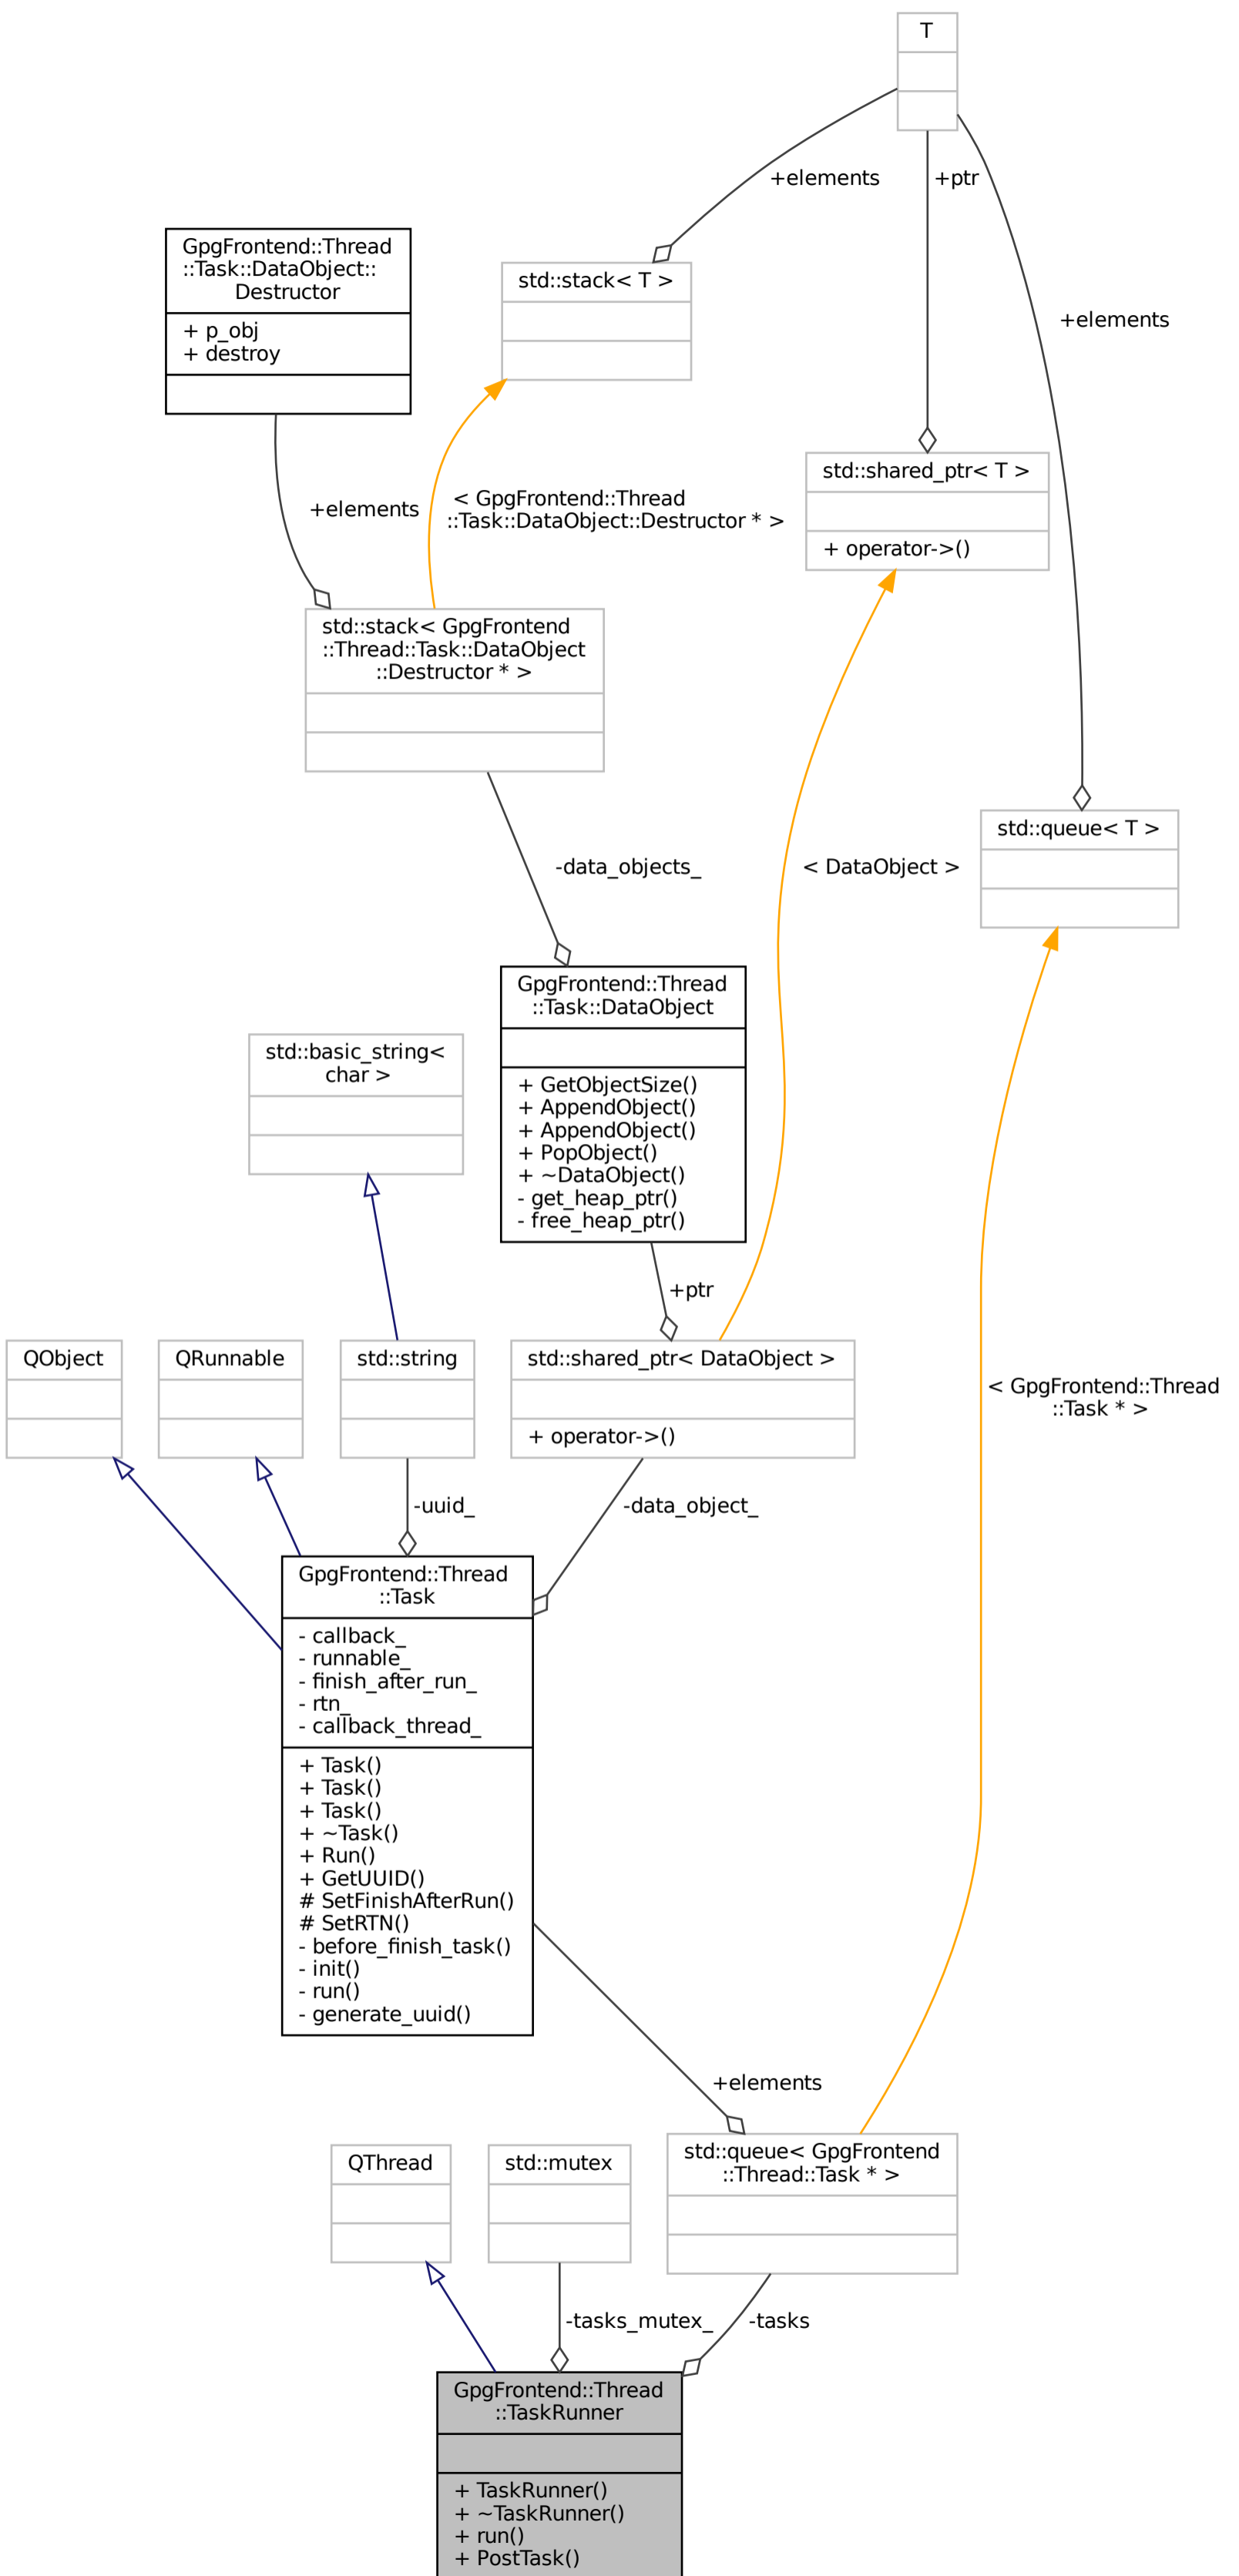 T
+elements
+ptr
GpgFrontend::Thread
::Task::DataObject::
Destructor
+ p_obj
+ destroy
std::stack< T >
+elements
std::shared_ptr< T >
+ operator->()
+elements
< GpgFrontend::Thread
::Task::DataObject::Destructor * >
std::stack< GpgFrontend
::Thread::Task::DataObject
::Destructor * >
std::queue< T >
-data_objects_
< DataObject >
GpgFrontend::Thread
::Task::DataObject
+ GetObjectSize()
+ AppendObject()
+ AppendObject()
+ PopObject()
+ ~DataObject()
- get_heap_ptr()
- free_heap_ptr()
std::basic_string<
char >
+ptr
QObject
QRunnable
std::string
std::shared_ptr< DataObject >
+ operator->()
< GpgFrontend::Thread
::Task * >
-uuid_
-data_object_
GpgFrontend::Thread
::Task
- callback_
- runnable_
- finish_after_run_
- rtn_
- callback_thread_
+ Task()
+ Task()
+ Task()
+ ~Task()
+ Run()
+ GetUUID()
# SetFinishAfterRun()
# SetRTN()
- before_finish_task()
- init()
- run()
- generate_uuid()
+elements
QThread
std::mutex
std::queue< GpgFrontend
::Thread::Task * >
-tasks_mutex_
-tasks
GpgFrontend::Thread
::TaskRunner
+ TaskRunner()
+ ~TaskRunner()
+ run()
+ PostTask()